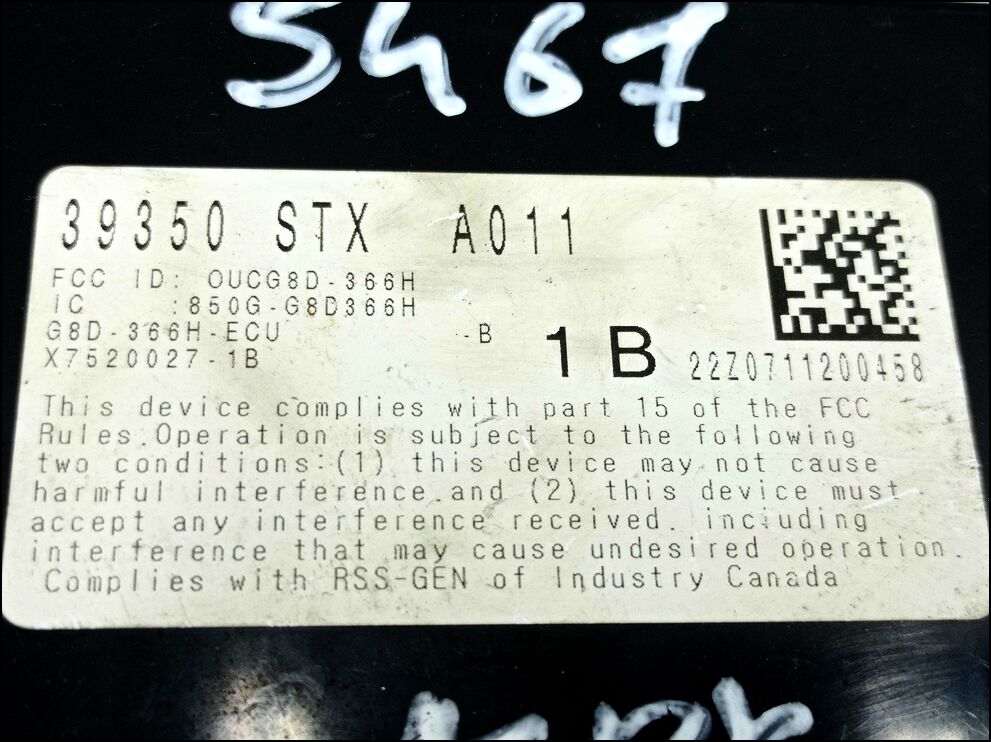 5467
39350 STX A011
FCC ID: OUCG8D-366H
IC :850G-G8D366H
G8D-366H-ECU -B
X7520027-1B
1B
22Z0711200458
This device complies with part 15 of the FCC
Rules.Operation is subject to the following
two conditions:(1) this device may not cause
harmful interference.and (2) this device must
accept any interference received. including
interference that may cause undesired operation.
Complies with RSS-GEN of Industry Canada